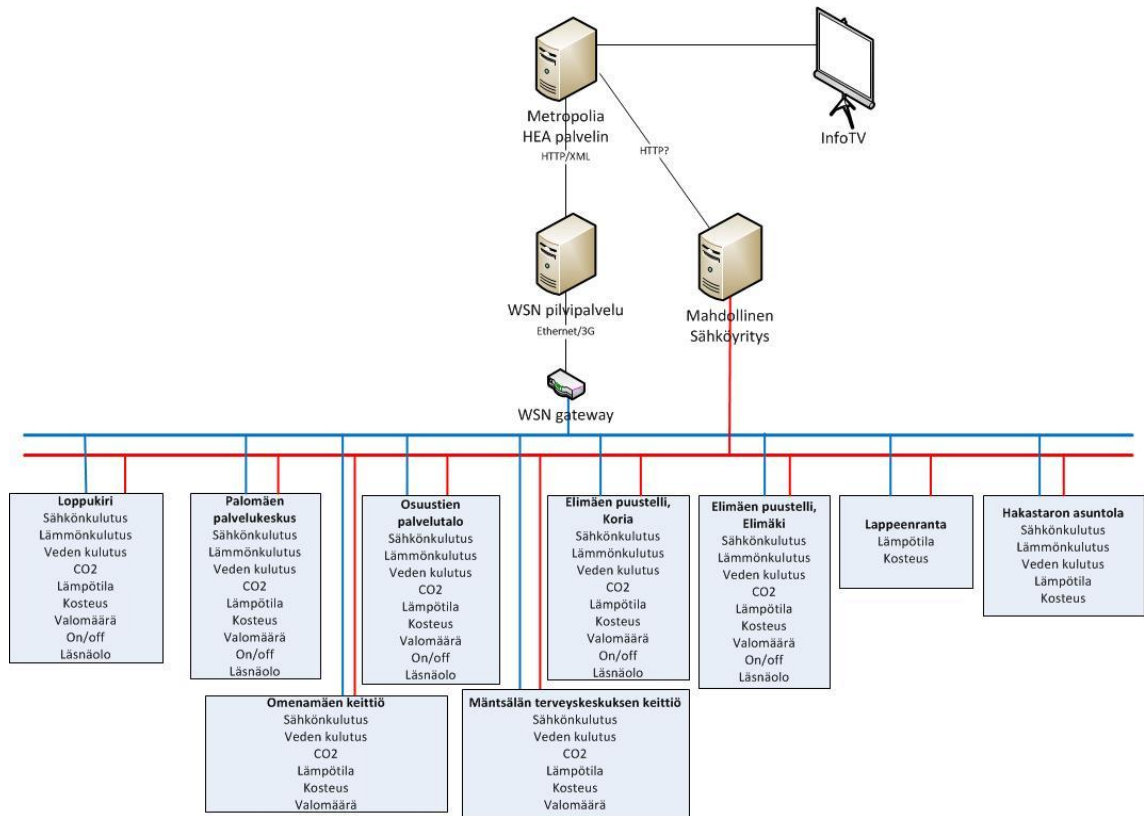 Metropolia
HEA palvelin
HTTP/XML
InfoTV
HTTP?
WSN pilvipalvelu
Ethernet/3G
Mahdollinen
Sähköyritys
WSN gateway
Loppukiri
Sähkönkulutus
Lämmönkulutus
Veden kulutus
CO2
Lämpötila
Kosteus
Valomäärä
On/off
Läsnäolo
Palomäen
palvelukeskus
Sähkönkulutus
Lämmönkulutus
Veden kulutus
CO2
Lämpötila
Kosteus
Valomäärä
On/off
Läsnäolo
Osuustien
palvelutalo
Sähkönkulutus
Lämmönkulutus
Veden kulutus
CO2
Lämpötila
Kosteus
Valomäärä
On/off
Läsnäolo
Elimäen puustelli,
Koria
Sähkönkulutus
Lämmönkulutus
Veden kulutus
CO2
Lämpötila
Kosteus
Valomäärä
On/off
Läsnäolo
Elimäen puustelli,
Elimäki
Sähkönkulutus
Lämmönkulutus
Veden kulutus
CO2
Lämpötila
Kosteus
Valomäärä
On/off
Läsnäolo
Lappeenranta
Lämpötila
Kosteus
Hakastaron asuntola
Sähkönkulutus
Lämmönkulutus
Veden kulutus
Lämpötila
Kosteus
Omenamäen keittiö
Sähkönkulutus
Veden kulutus
CO2
Lämpötila
Kosteus
Valomäärä
Mäntsälän terveyskeskuksen keittiö
Sähkönkulutus
Veden kulutus
CO2
Lämpötila
Kosteus
Valomäärä